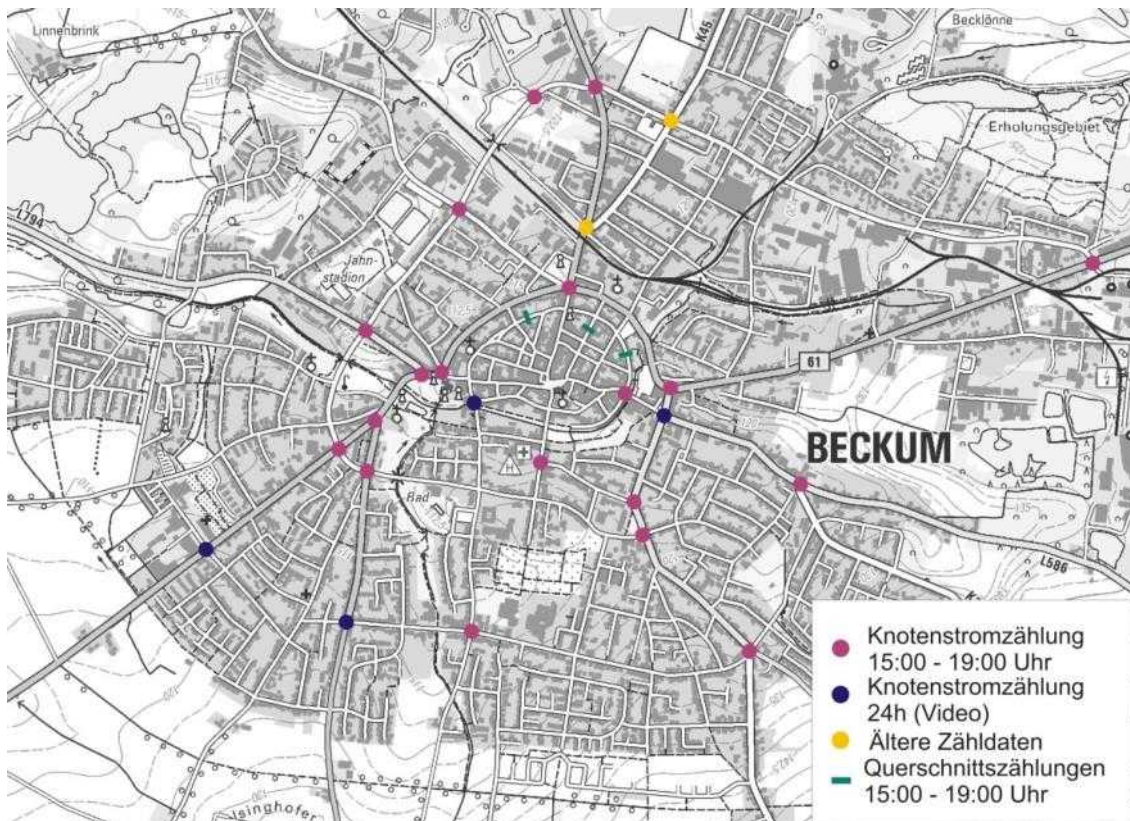 Linnenbrink
Becklönne
K45
Erholungsgebiet
L794
Jahn-
stadion
61
BECKUM
H
Bad
L586
Knotenstromzählung
15:00 - 19:00 Uhr
Knotenstromzählung
24h (Video)
Ältere Zähldaten
Querschnittszählungen
15:00 - 19:00 Uhr